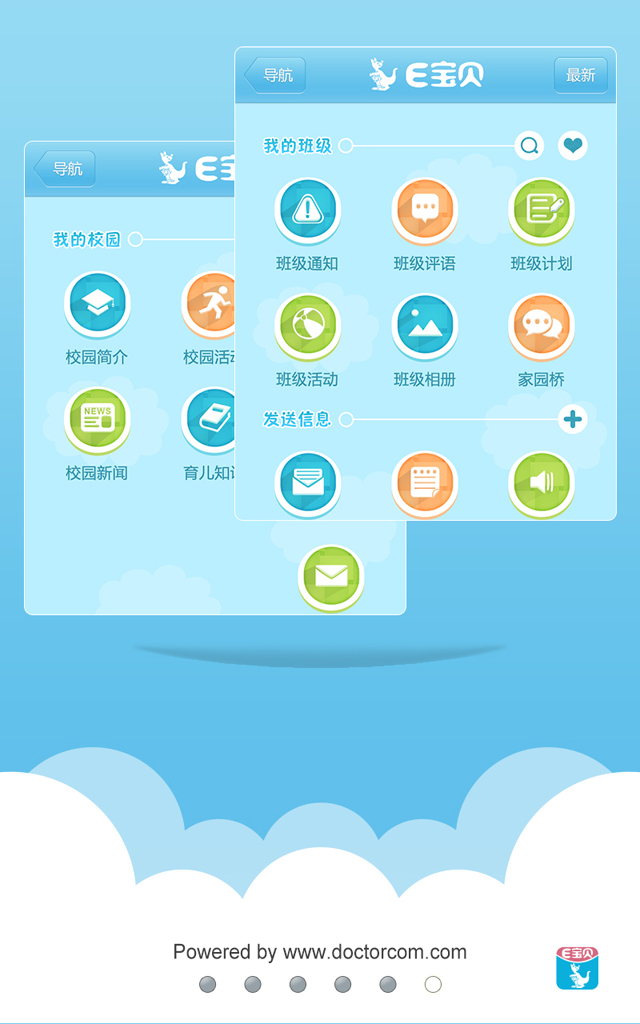 导航
E宝贝
最新
我的班级
班级通知
班级评语
班级计划
班级活动
班级相册
家园桥
发送信息
导航
E宝
我的校园
校园简介
校园活动
NEWS
校园新闻
育儿知识
Powered by www.doctorcom.com
E宝贝